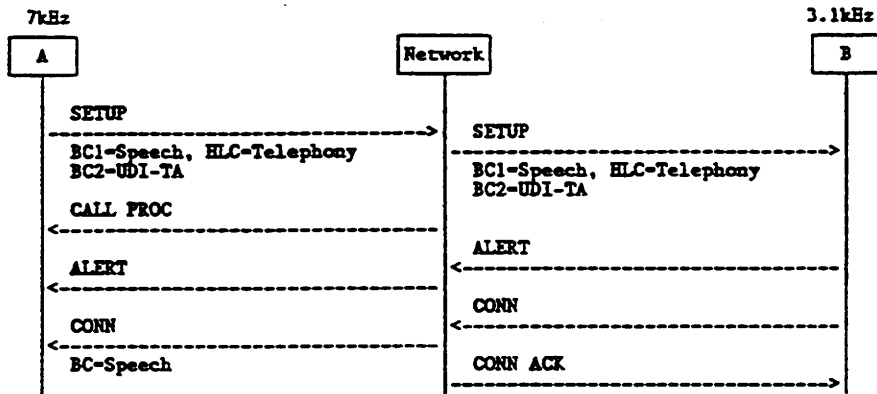 7kHz
3.1kHz
A
Network
B
SETUP
BC1=Speech, HLC=Telephony
BC2=UDI-TA
SETUP
BC1=Speech, HLC=Telephony
BC2=UDI-TA
CALL PROC
ALERT
ALERT
CONN
CONN
BC=Speech
CONN ACK